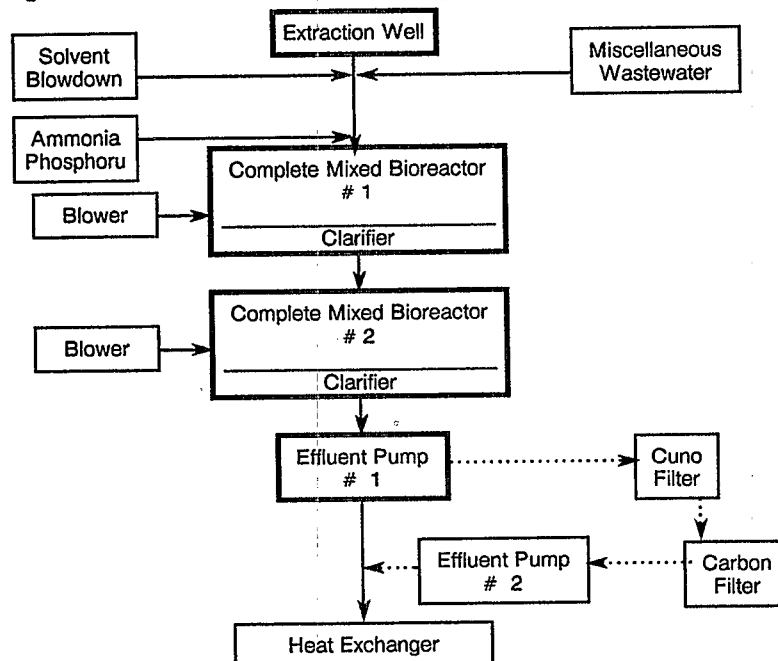 Extraction Well
Solvent
Blowdown
Miscellaneous
Wastewater
Ammonia
Phosphoru
Complete Mixed Bioreactor
# 1
Clarifier
Blower
Complete Mixed Bioreactor
# 2
Clarifier
Blower
Effluent Pump
# 1
Cuno
Filter
Effluent Pump
# 2
Carbon
Filter
Heat Exchanger